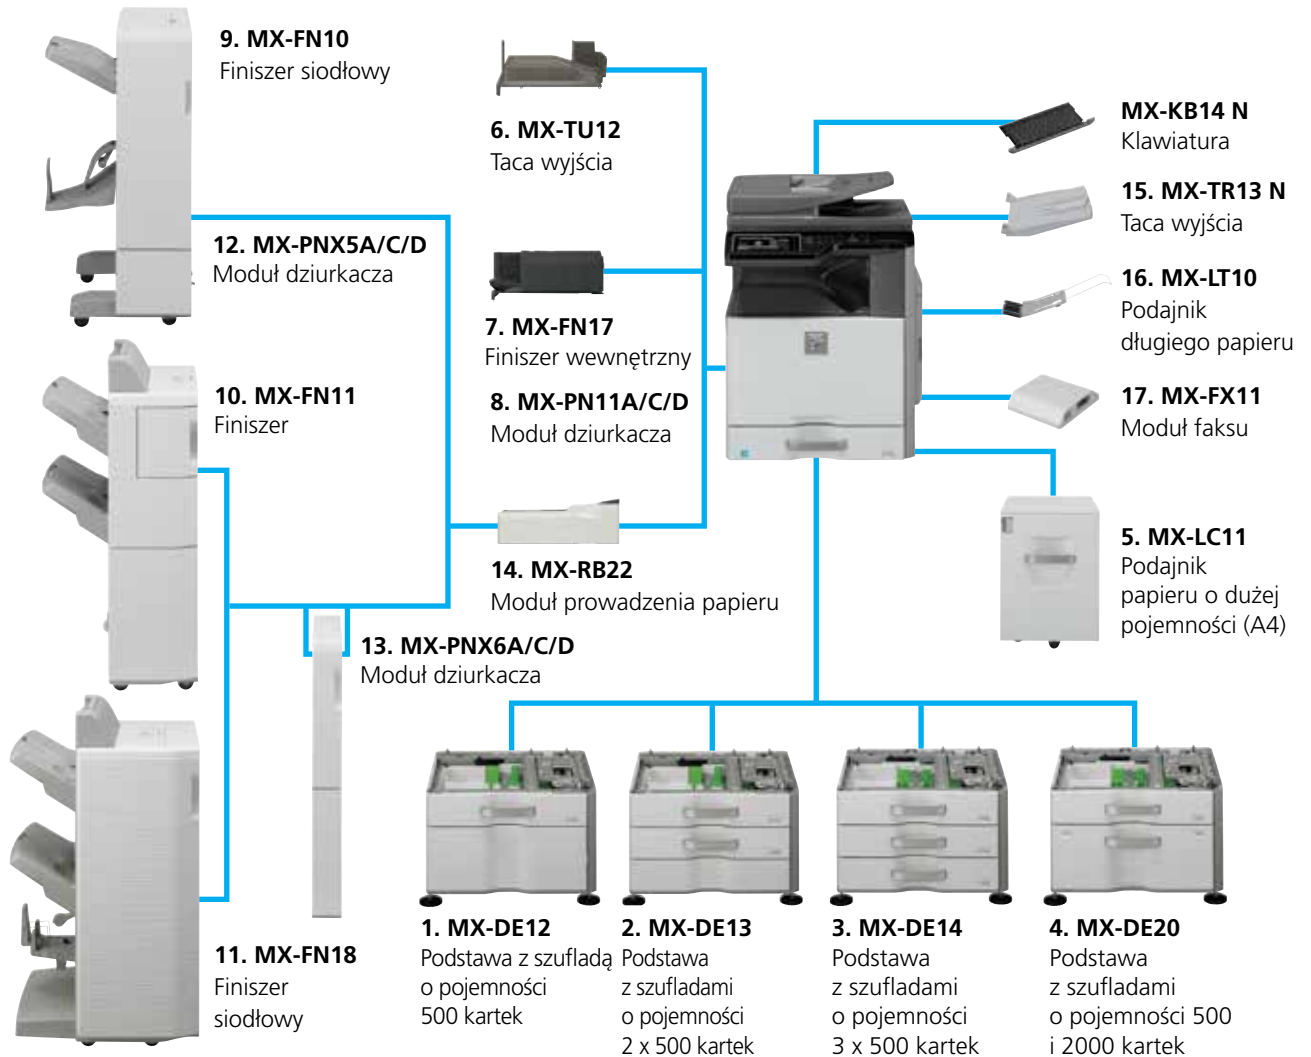 9. MX-FN10
Finiszer siodłowy
6. MX-TU12
Taca wyjścia
MX-KB14 N
Klawiatura
15. MX-TR13 N
Taca wyjścia
12. MX-PNX5A/C/D
Moduł dziurkacza
7. MX-FN17
Finiszer wewnętrzny
16. MX-LT10
Podajnik
długiego papieru
10. MX-FN11
Finiszer
8. MX-PN11A/C/D
Moduł dziurkacza
17. MX-FX11
Moduł faksu
14. MX-RB22
Moduł prowadzenia papieru
5. MX-LC11
Podajnik
papieru o dużej
pojemności (A4)
13. MX-PNX6A/C/D
Moduł dziurkacza
11. MX-FN18
Finiszer
siodłowy
1. MX-DE12
Podstawa z szufladą
o pojemności
500 kartek
2. MX-DE13
Podstawa
z szufladami
o pojemności
2 x 500 kartek
3. MX-DE14
Podstawa
z szufladami
o pojemności
3 x 500 kartek
4. MX-DE20
Podstawa
z szufladami
o pojemności 500
i 2000 kartek